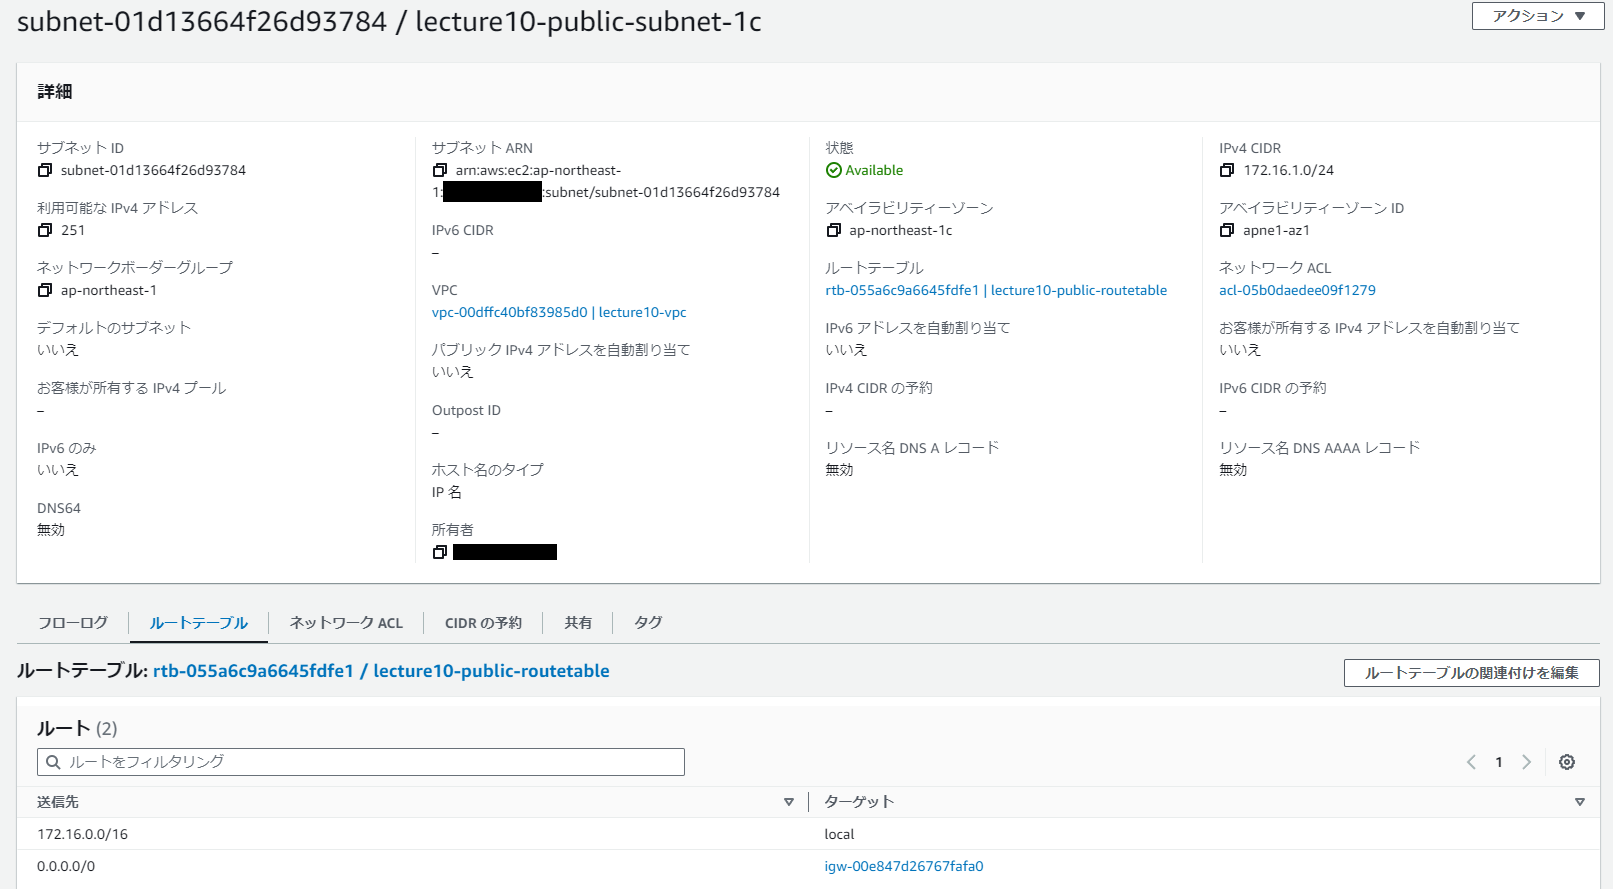 subnet-01d13664f26d93784 / lecture10-public-subnet-1c
アクション
詳細
サブネット ID
subnet-01d13664f26d93784
利用可能な IPv4 アドレス
251
ネットワークボーダーグループ
ap-northeast-1
デフォルトのサブネット
いいえ
お客様が所有する IPv4 プール
–
IPv6 のみ
いいえ
DNS64
無効
サブネット ARN
arn:aws:ec2:ap-northeast-
1:
:subnet/subnet-01d13664f26d93784
IPv6 CIDR
–
VPC
vpc-00dffc40bf83985d0 | lecture10-vpc
パブリック IPv4 アドレスを自動割り当て
いいえ
Outpost ID
–
ホスト名のタイプ
IP 名
所有者
状態
Available
アベイラビリティーゾーン
ap-northeast-1c
ルートテーブル
rtb-055a6c9a6645fdfe1 | lecture10-public-routetable
IPv6 アドレスを自動割り当て
いいえ
IPv4 CIDR の予約
–
リソース名 DNS A レコード
無効
IPv4 CIDR
172.16.1.0/24
アベイラビリティーゾーン ID
apne1-az1
ネットワーク ACL
acl-05b0daedee09f1279
お客様が所有する IPv4 アドレスを自動割り当て
いいえ
IPv6 CIDR の予約
–
リソース名 DNS AAAA レコード
無効
フローログ
ルートテーブル
ネットワーク ACL
CIDR の予約
共有
タグ
ルートテーブル: rtb-055a6c9a6645fdfe1 / lecture10-public-routetable
ルートテーブルの関連付けを編集
ルート (2)
ルートをフィルタリング
1
送信先
ターゲット
172.16.0.0/16
local
0.0.0.0/0
igw-00e847d26767fafa0